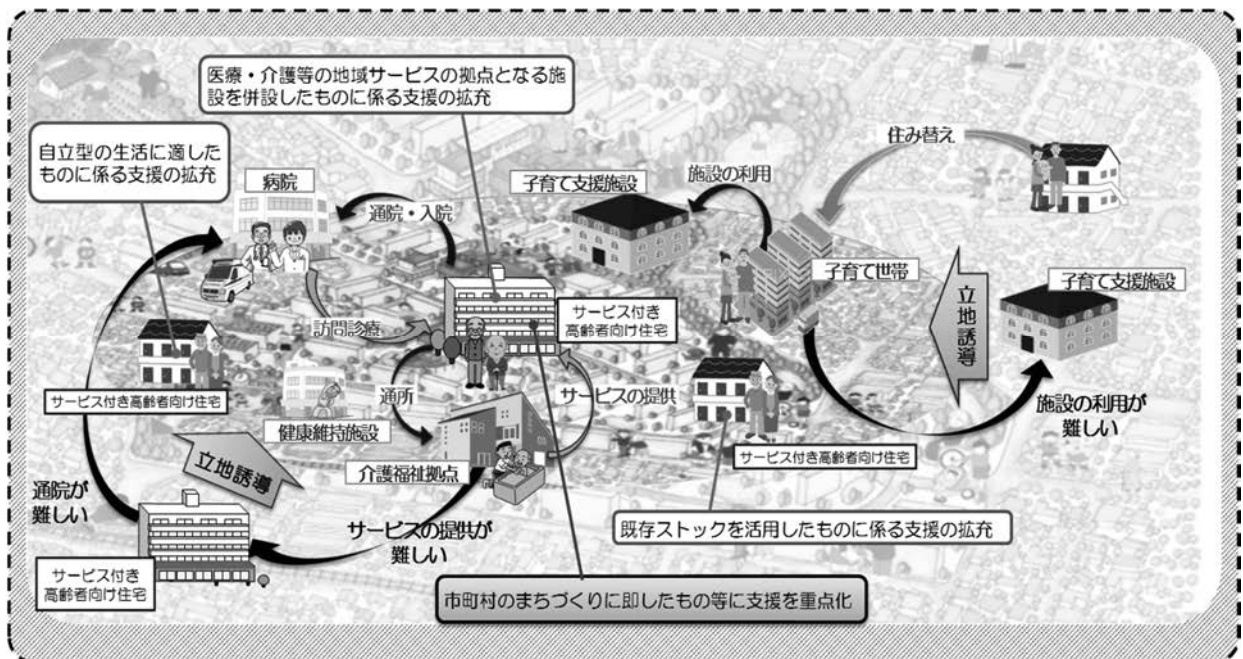 医療・介護等の地域サービスの拠点となる施
設を併設したものに係る支援の拡充
自立型の生活に適した
ものに係る支援の拡充
病院
通院・入院
子育て支援施設
施設の利用
住み替え
子育て世帯
子育て支援施設
立地誘導
サービス付き
高齢者向け住宅
訪問診療
サービス付き高齢者向け住宅
健康維持施設
通所
サービスの提供
介護福祉拠点
サービス付き高齢者向け住宅
施設の利用が
難しい
立地誘導
通院が
難しい
サービスの提供が
難しい
既存ストックを活用したものに係る支援の拡充
サービス付き
高齢者向け住宅
市町村のまちづくりに即したもの等に支援を重点化